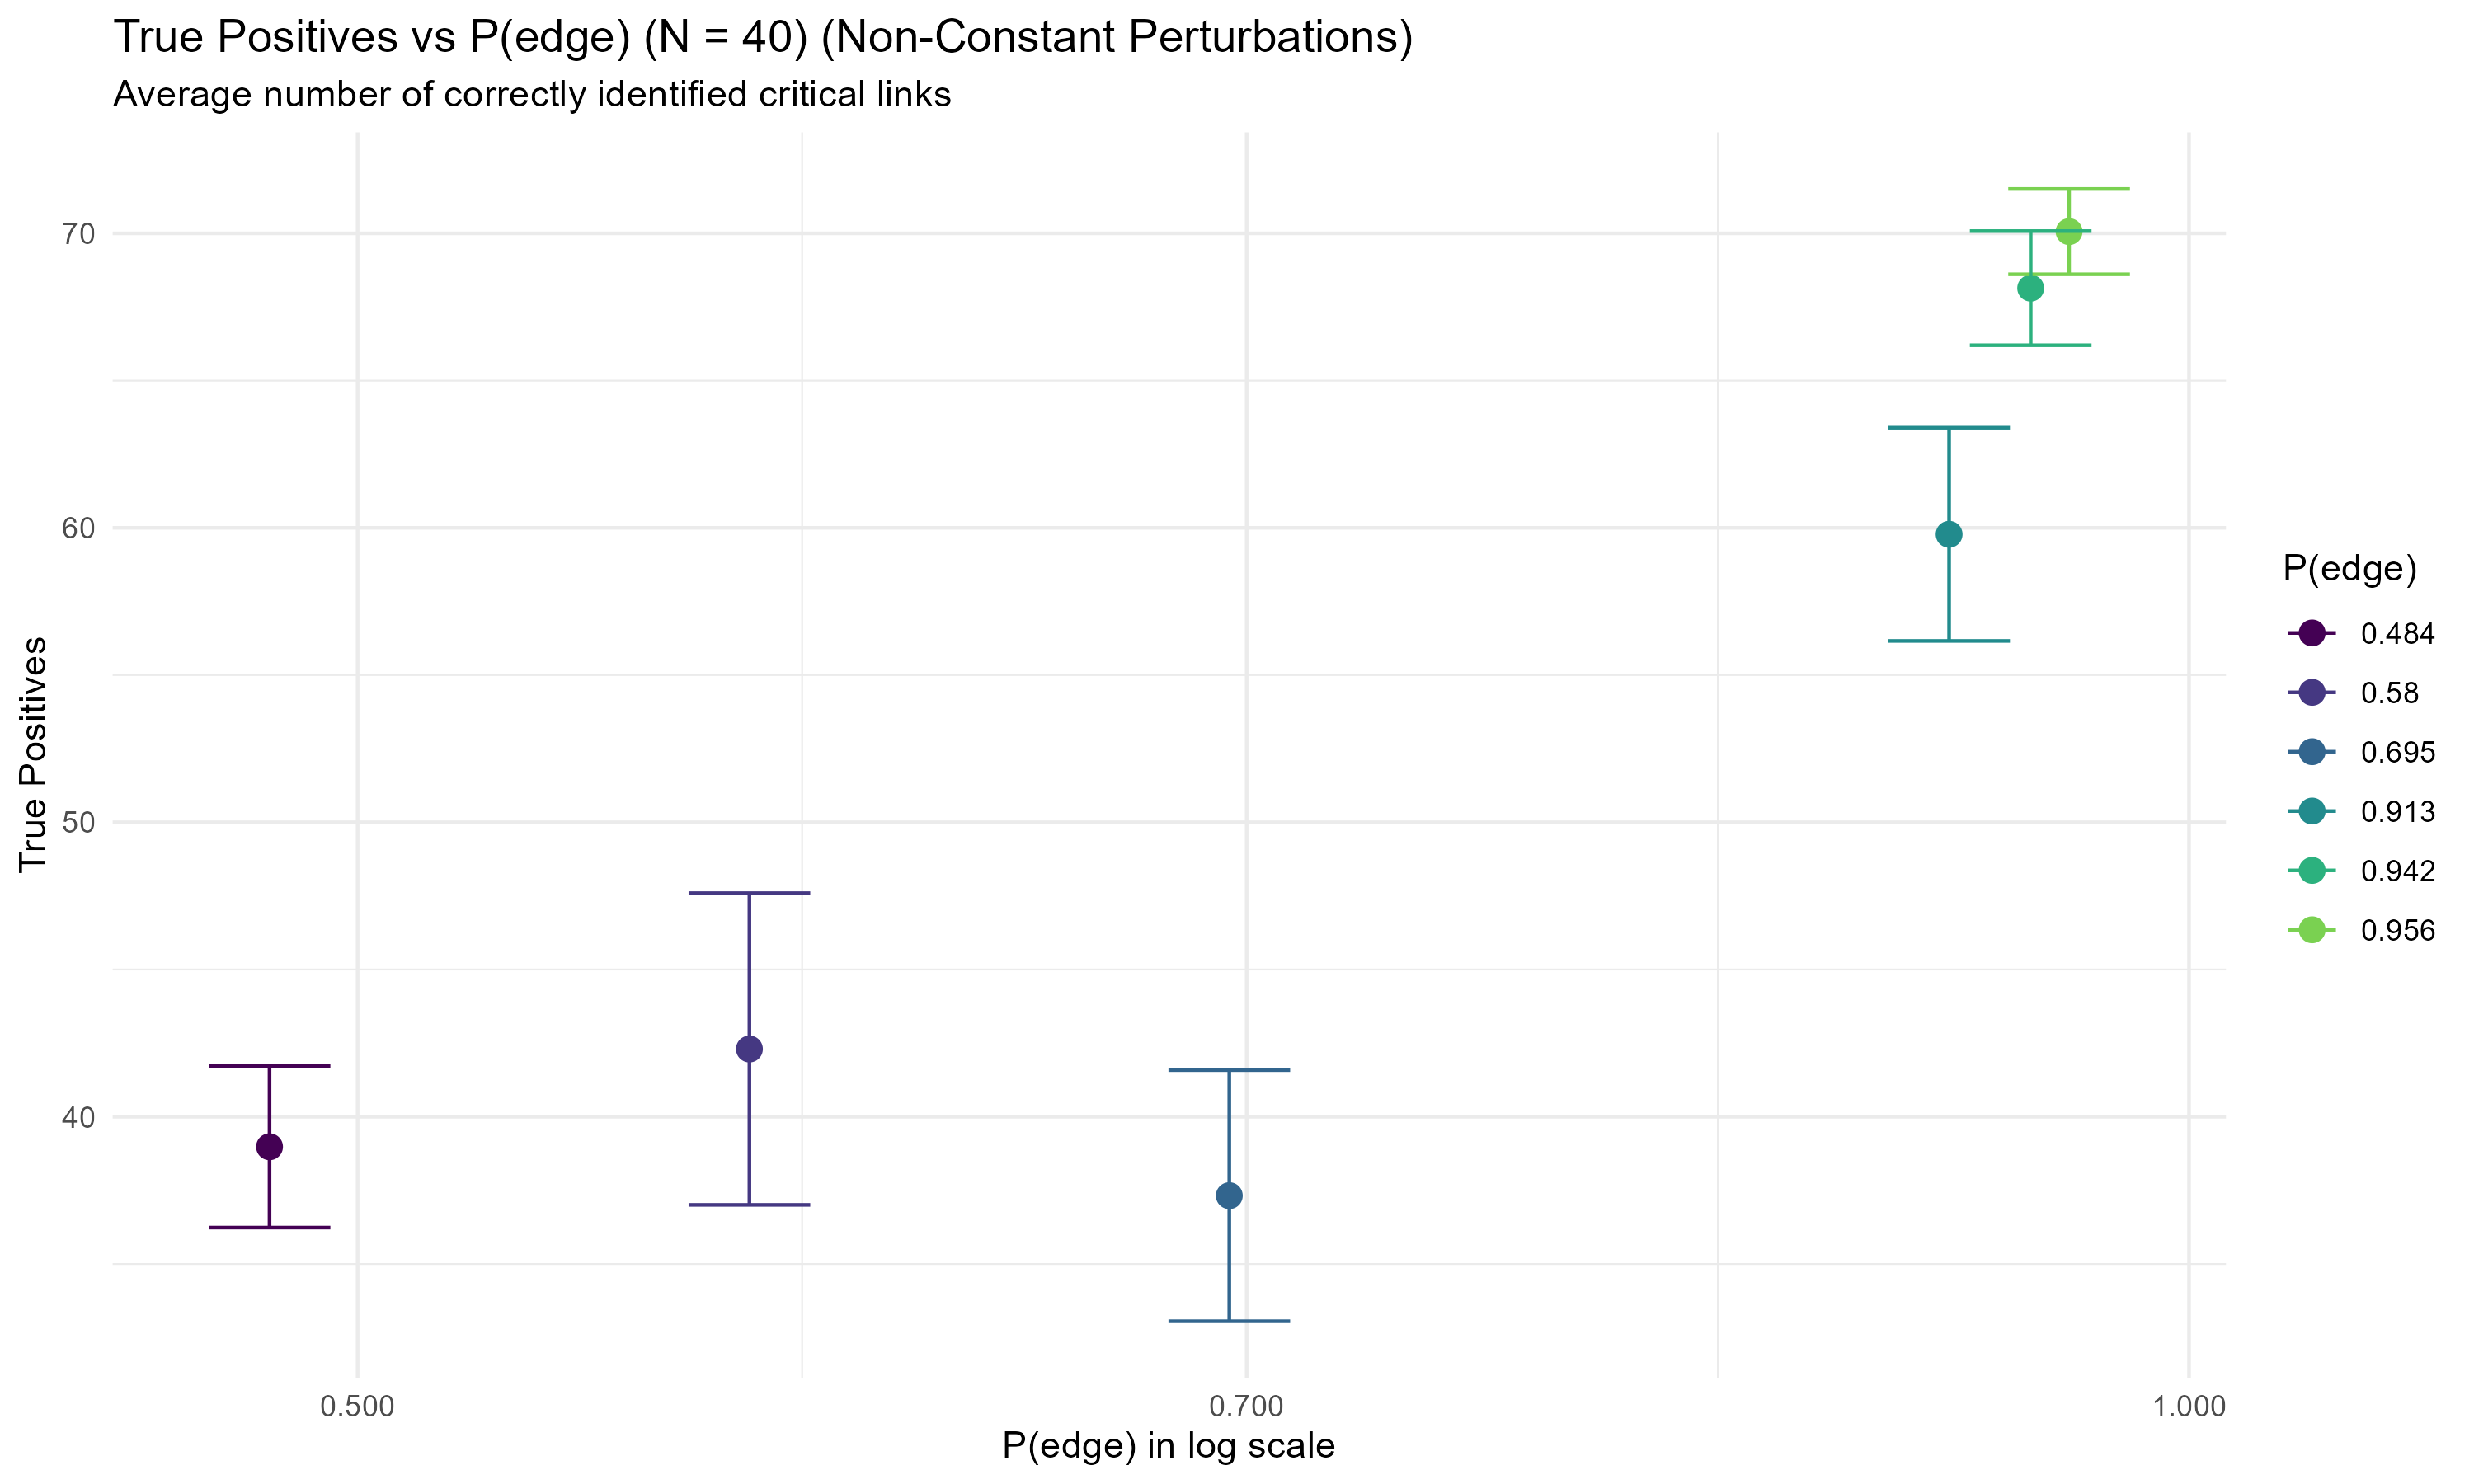 True Positives vs P(edge) (N = 40) (Non-Constant Perturbations)
Average number of correctly identified critical links
True Positives
70
60
50
40
0.500
0.700
1.000
P(edge) in log scale
P(edge)
0.484
0.58
0.695
0.913
0.942
0.956